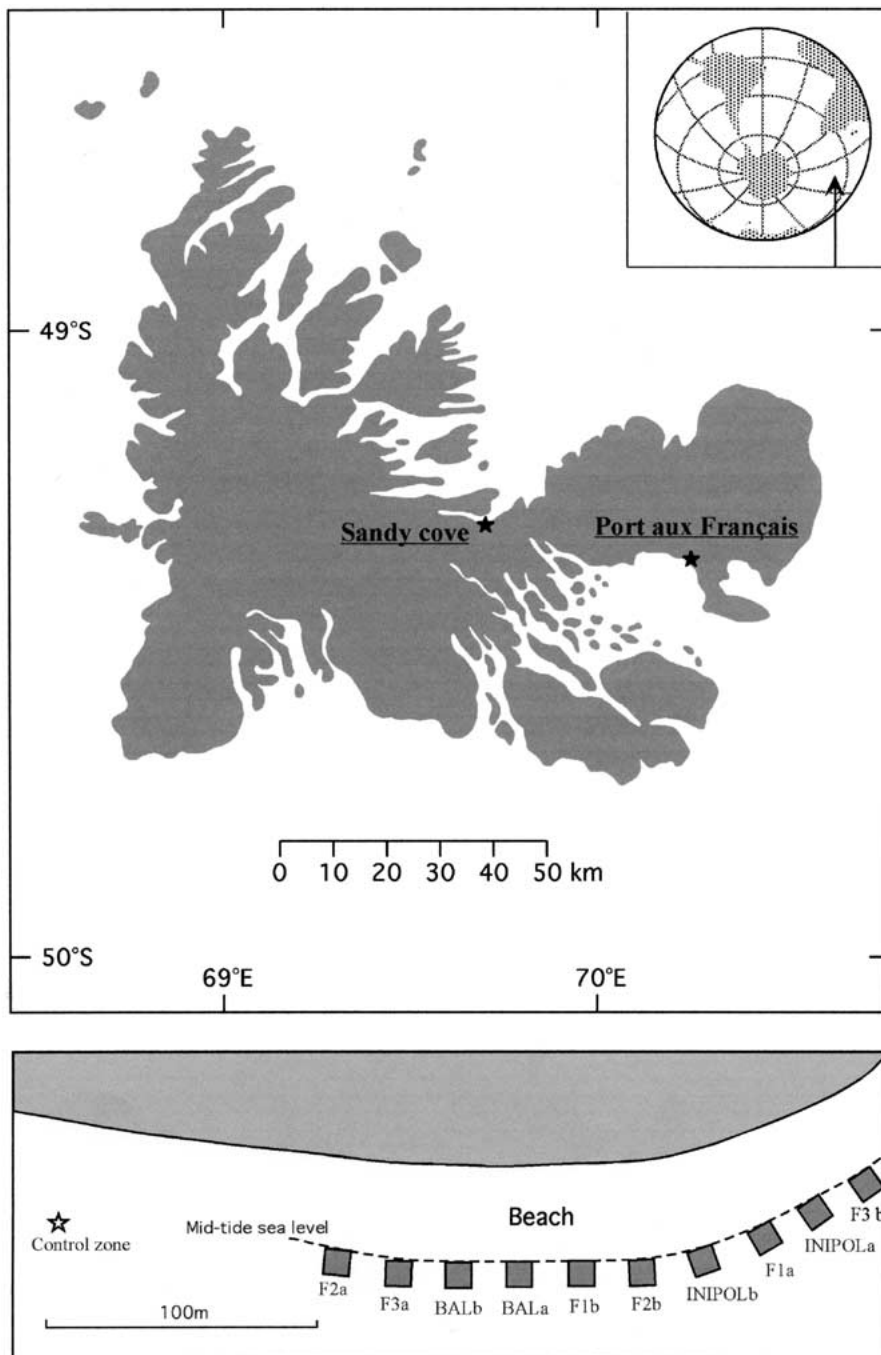 49°S
Sandy cove
Port aux Français
0 10 20 30 40 50 km
50°S
69°E
70°E
Beach
Mid-tide sea level
Control zone
100m
F2a
F3a
BALb
BALa
F1b
F2b
INIPOLb
F1a
INIPOLa
F3 b